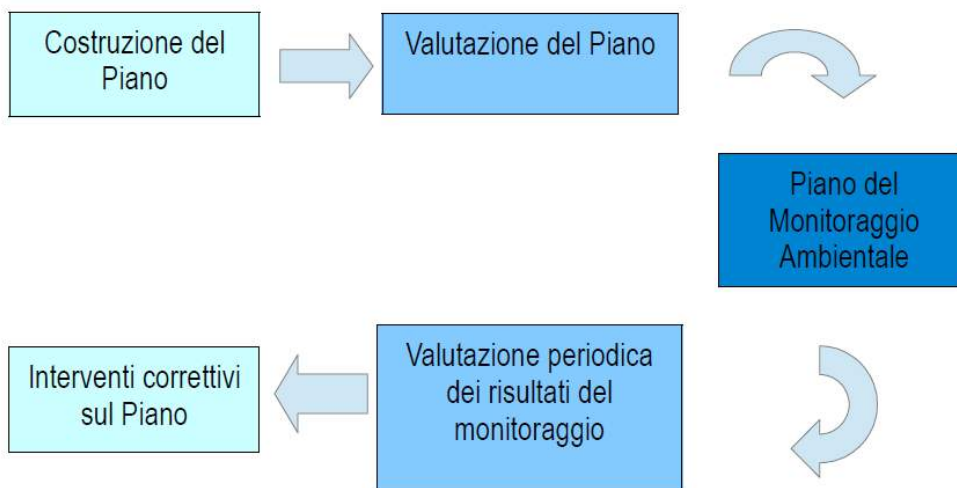 Costruzione del
Piano
Valutazione del Piano
Piano del
Monitoraggio
Ambientale
Valutazione periodica
dei risultati del
monitoraggio
Interventi correttivi
sul Piano